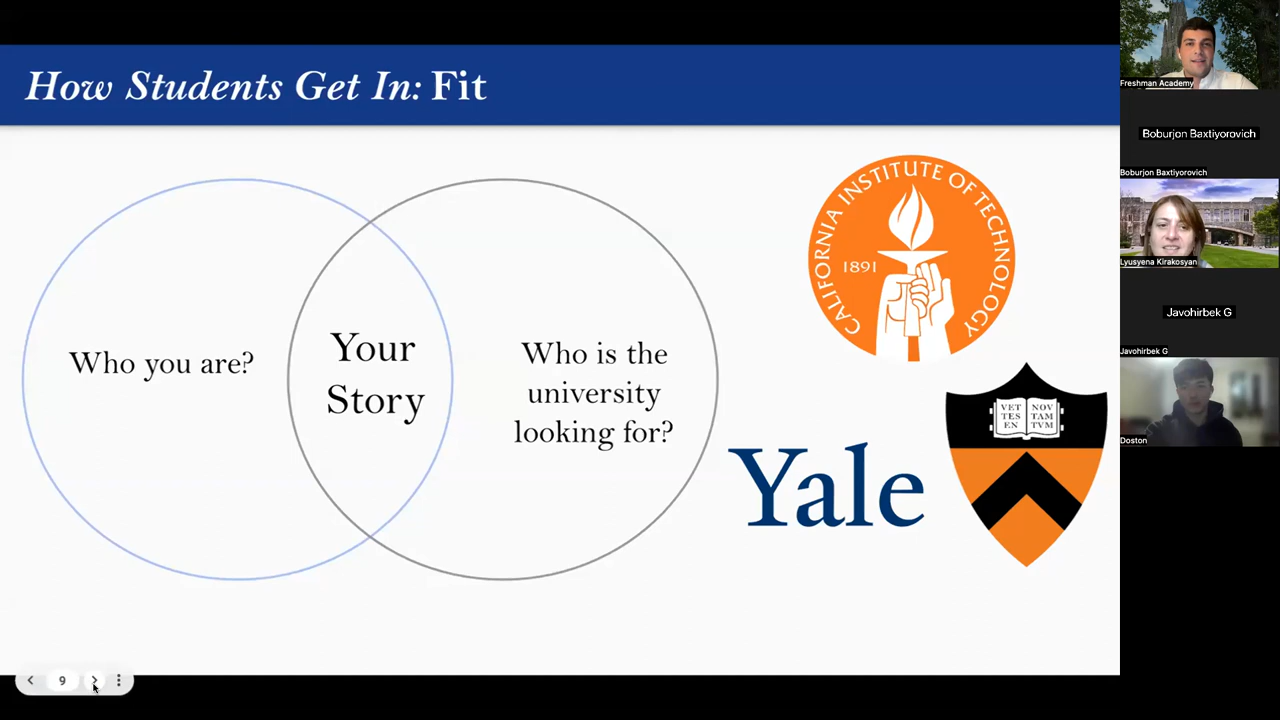 How Students Get In: Fit
Who you are?
Your
Story
Who is the
university
looking for?
CALIFORNIA INSTITUTE OF TECHNOLOGY
1891
Yale
VET
TES
EN
NOV
TAM
TVM
9
Freshman Academy
Boburjon Baxtiyorovich
Boburjon Baxtiyorovich
Lyusyena Kirakosyan
Javohirbek G
Javohirbek G
Doston